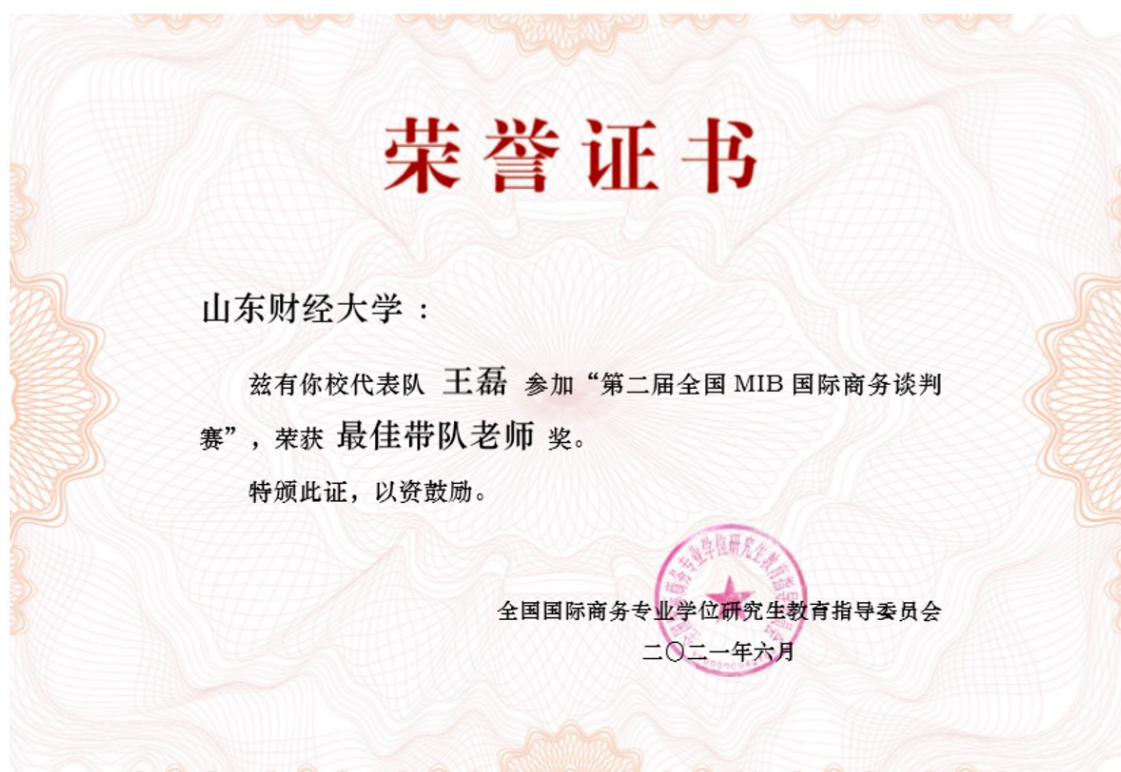 荣誉证书
山东财经大学：
兹有你校代表队 王磊 参加“第二届全国 MIB 国际商务谈判
赛”，荣获 最佳带队老师 奖。
特颁此证，以资鼓励。
全国国际商务专业学位研究生教育指导委员会
二〇二一年六月